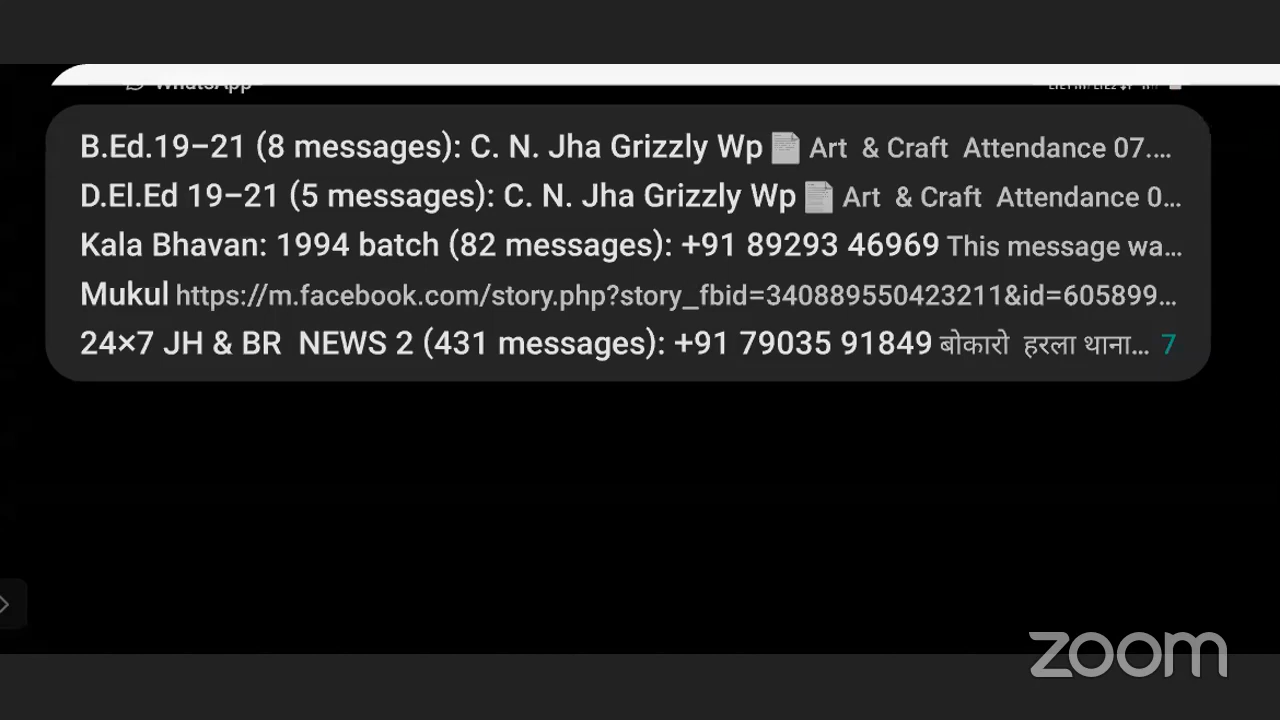 WhatsApp
B.Ed.19–21 (8 messages): C. N. Jha Grizzly Wp Art & Craft Attendance 07....
D.El.Ed 19–21 (5 messages): C. N. Jha Grizzly Wp Art & Craft Attendance 0...
Kala Bhavan: 1994 batch (82 messages): +91 89293 46969 This message wa...
Mukul https://m.facebook.com/story.php?story_fbid=340889550423211&id=605899...
24×7 JH & BR NEWS 2 (431 messages): +91 79035 91849 बोकारो हरला थाना... 7
zoom